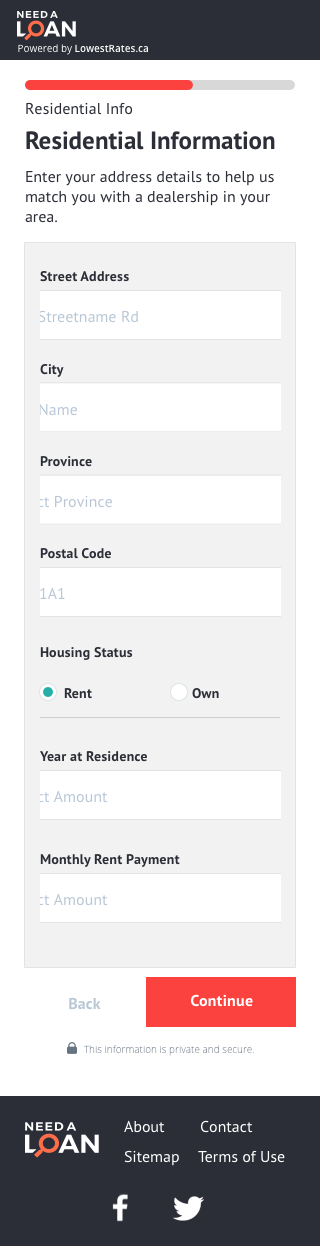 NEED A
LOAN
Powered by LowestRates.ca
Residential Info
Residential Information
Enter your address details to help us
match you with a dealership in your
area.
Street Address
Streetname Rd
City
Name
Province
ct Province
Postal Code
1A1
Housing Status
Rent Own
Year at Residence
ct Amount
Monthly Rent Payment
ct Amount
Back Continue
This information is private and secure.
NEED A
LOAN
About Contact
Sitemap Terms of Use